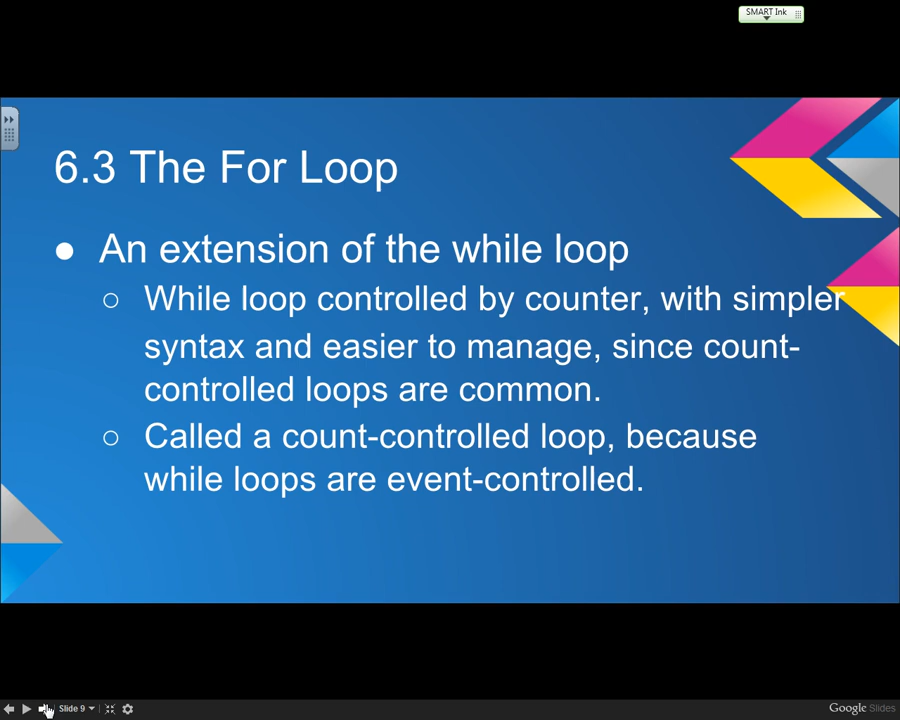 SMART Ink
6.3 The For Loop
● An extension of the while loop
○ While loop controlled by counter, with simpler
syntax and easier to manage, since count-
controlled loops are common.
○ Called a count-controlled loop, because
while loops are event-controlled.
Slide 9
Google Slides